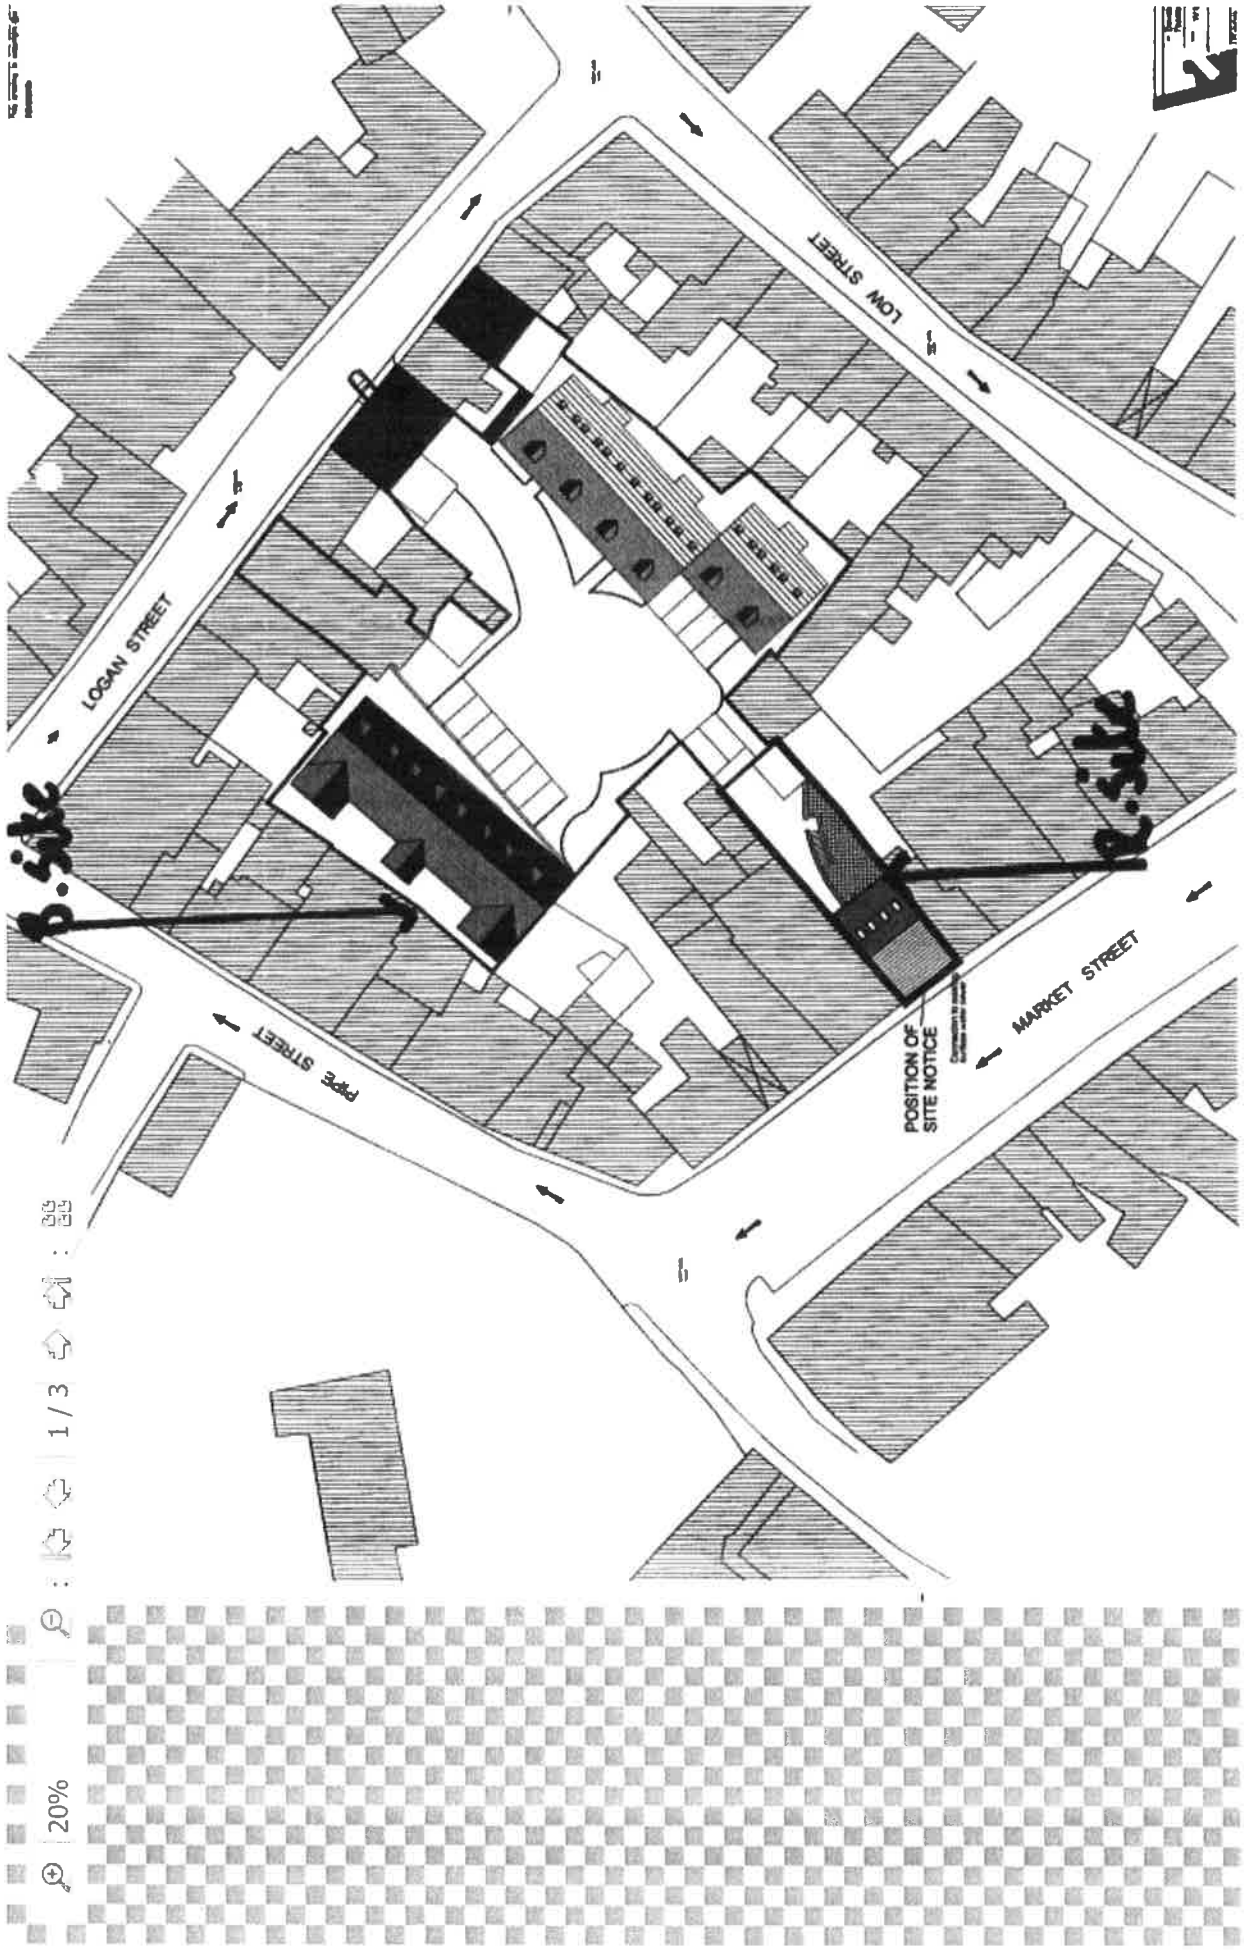 LOGAN STREET
LOW STREET
PIPE STREET
MARKET STREET
POSITION OF
SITE NOTICE
b. site
R. site
20%
1 / 3